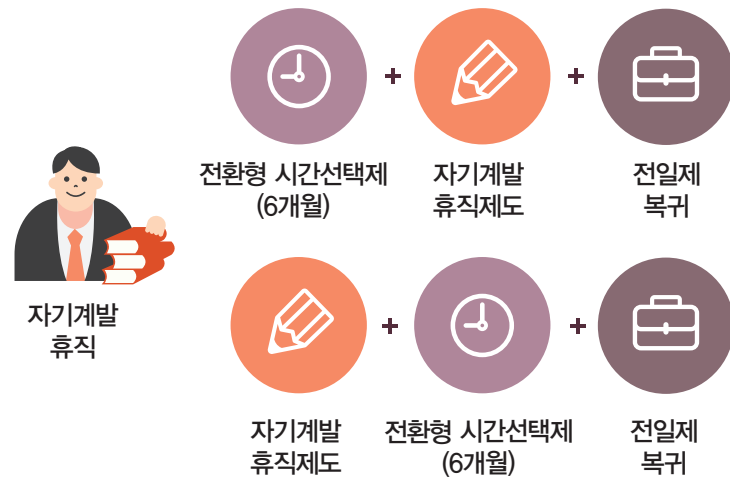 전환형 시간선택제
(6개월)
자기계발
휴직제도
전일제
복귀
자기계발
휴직
자기계발
휴직제도
전환형 시간선택제
(6개월)
전일제
복귀